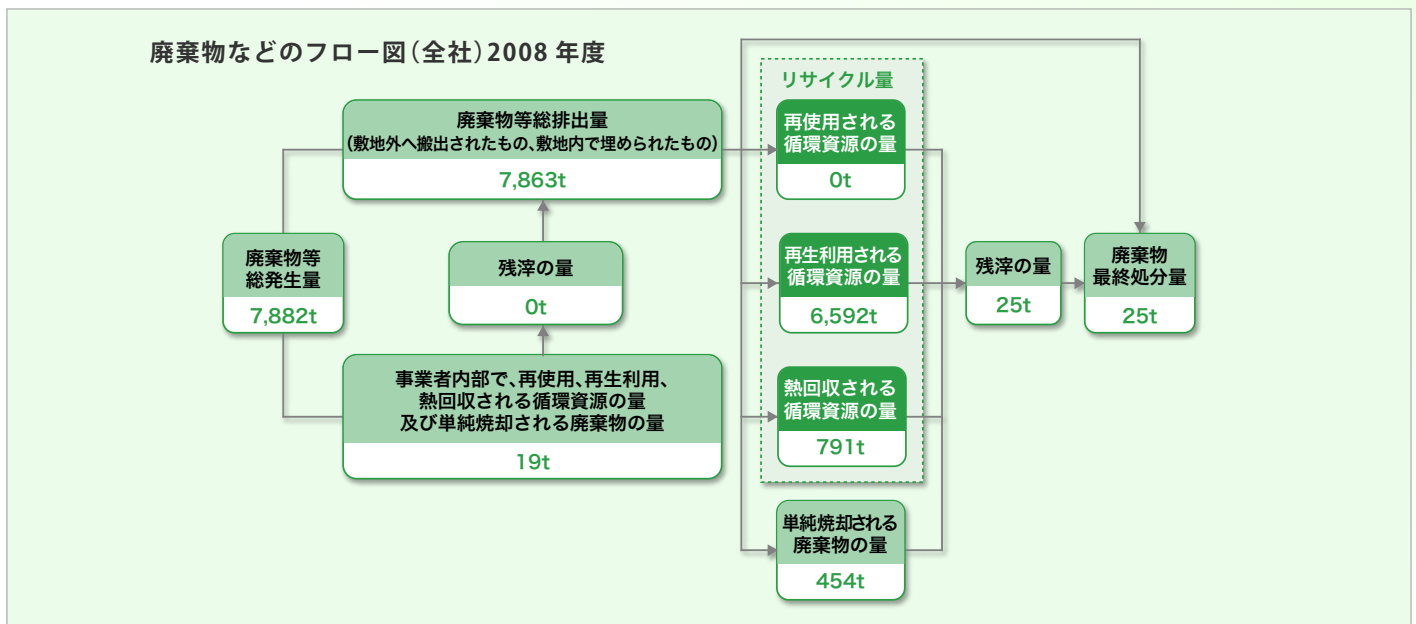 廃棄物などのフロー図(全社)2008 年度
廃棄物等総排出量
(敷地外へ搬出されたもの、敷地内で埋められたもの)
7,863t
廃棄物等
総発生量
7,882t
残滓の量
0t
事業者内部で、再使用、再生利用、
熱回収される循環資源の量
及び単純焼却される廃棄物の量
19t
リサイクル量
再使用される
循環資源の量
0t
再生利用される
循環資源の量
6,592t
熱回収される
循環資源の量
791t
単純焼却される
廃棄物の量
454t
残滓の量
25t
廃棄物
最終処分量
25t